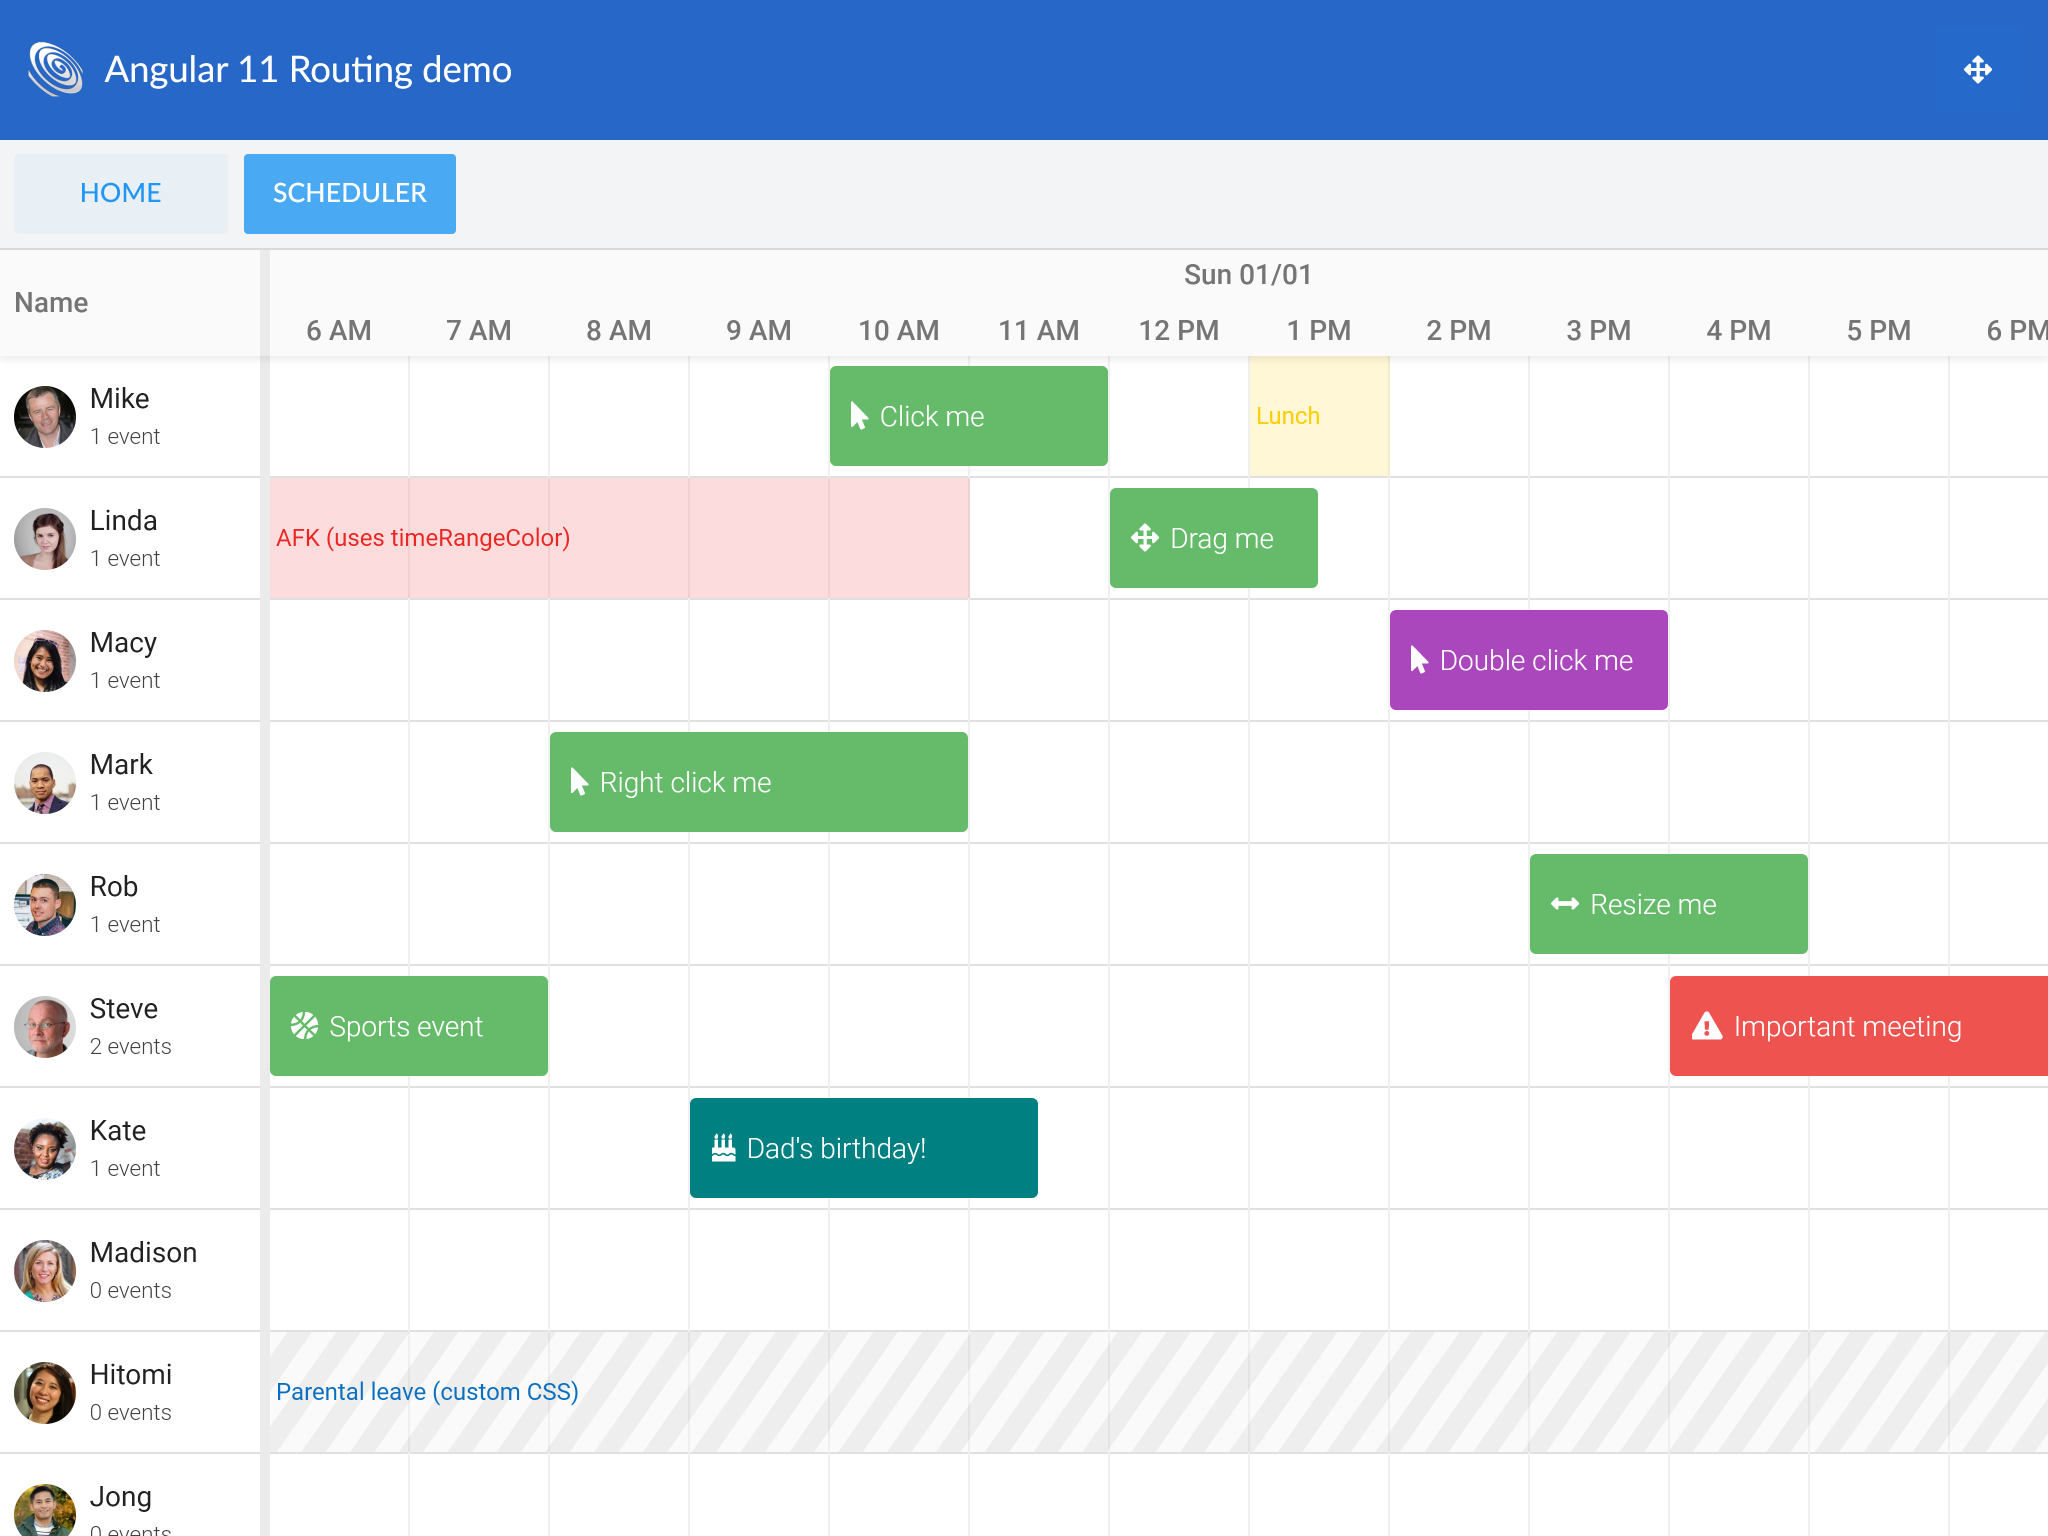 Angular 11 Routing demo
HOME
SCHEDULER
Name
Sun 01/01
6 AM 7 AM 8 AM 9 AM 10 AM 11 AM 12 PM 1 PM 2 PM 3 PM 4 PM 5 PM 6 PM
Mike
1 event
Click me
Lunch
Linda
1 event
AFK (uses timeRangeColor)
Drag me
Macy
1 event
Double click me
Mark
1 event
Right click me
Rob
1 event
Resize me
Steve
2 events
Sports event
Important meeting
Kate
1 event
Dad's birthday!
Madison
0 events
Hitomi
0 events
Parental leave (custom CSS)
Jong
0 events